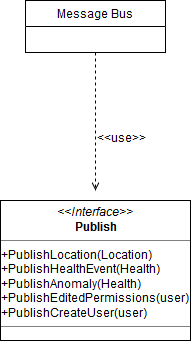 Message Bus
<<use>>
<<Interface>>
Publish
+PublishLocation(Location)
+PublishHealthEvent(Health)
+PublishAnomaly(Health)
+PublishEditedPermissions(user)
+PublishCreateUser(user)